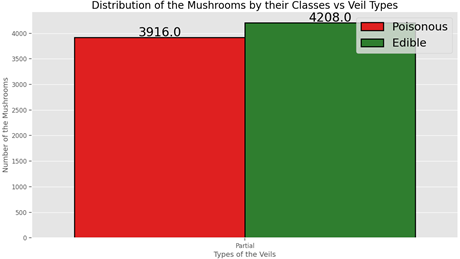 Distribution of the Mushrooms by their Classes vs Veil Types
4208.0
3916.0
Poisonous
Edible
4000
3500
3000
2500
2000
1500
1000
500
0
Number of the Mushrooms
Partial
Types of the Veils